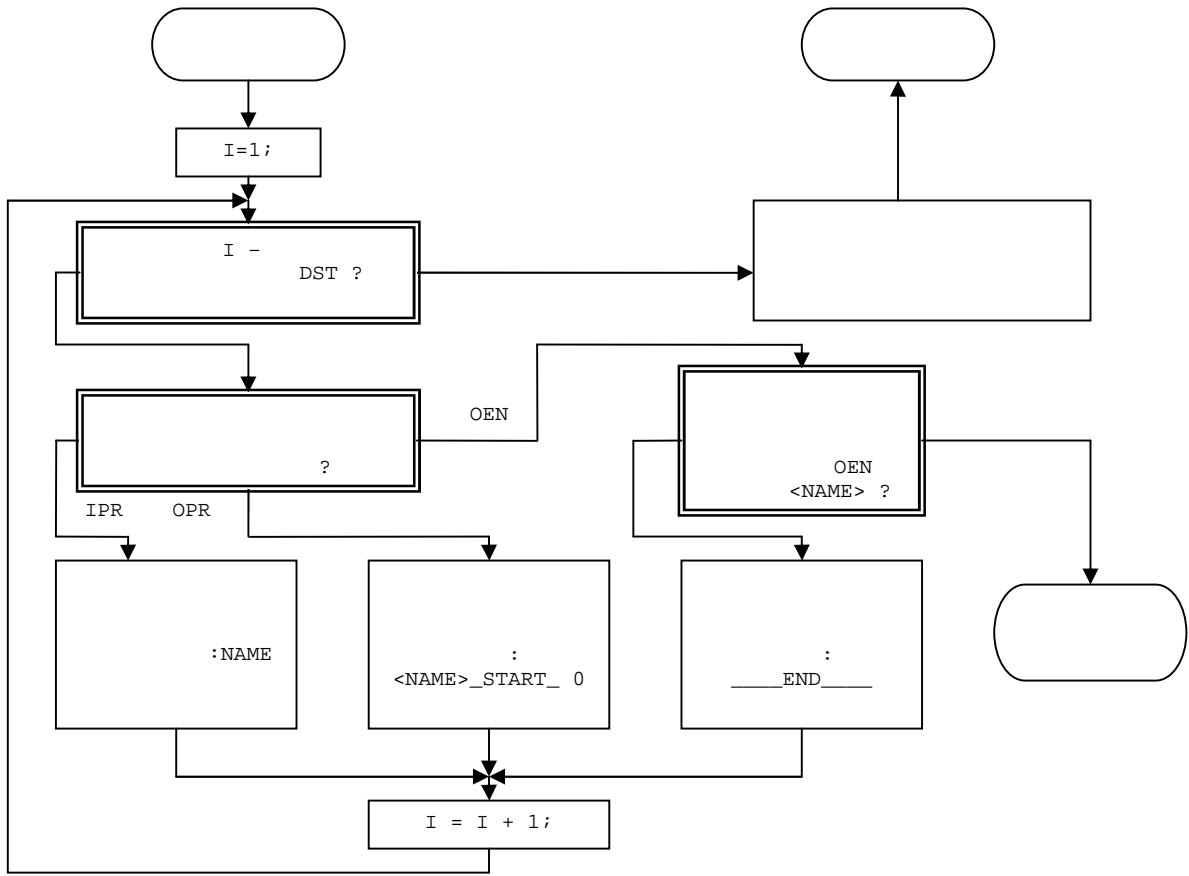 I=1;
I –
DST ?
OEN
?
OEN
<NAME> ?
IPR
OPR
:NAME
:
<NAME>_START_ 0
:
____END____
I = I + 1;